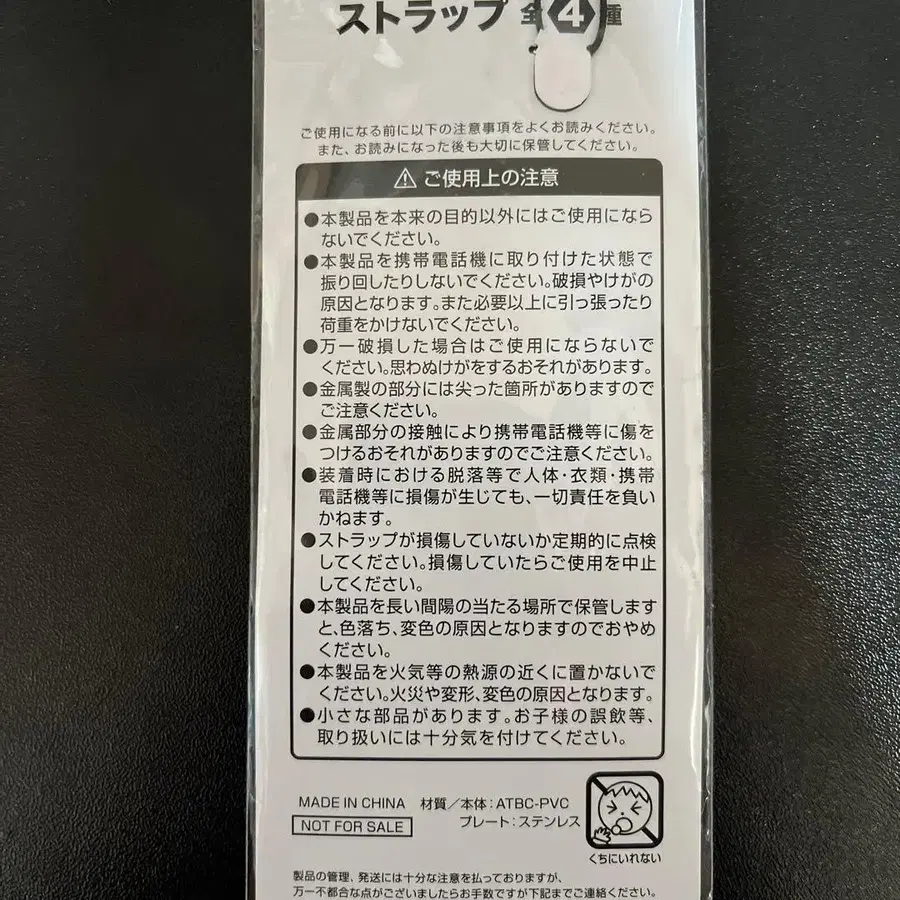 ストラップ 全4種
ご使用になる前に以下の注意事項をよくお読みください。
また、お読みになった後も大切に保管してください。
ご使用上の注意
●本製品を本来の目的以外にはご使用になら
ないでください。
●本製品を携帯電話機に取り付けた状態で
振り回したりしないでください。破損やけがの
原因となります。また必要以上に引っ張ったり
荷重をかけないでください。
●万一破損した場合はご使用にならないで
ください。思わぬけがをするおそれがあります。
●金属製の部分には尖った箇所がありますので
ご注意ください。
●金属部分の接触により携帯電話機等に傷を
つけるおそれがありますのでご注意ください。
●装着時における脱落等で人体・衣類・携帯
電話機等に損傷が生じても、一切責任を負い
かねます。
●ストラップが損傷していないか定期的に点検
してください。損傷していたらご使用を中止
してください。
●本製品を長い間陽の当たる場所で保管します
と、色落ち、変色の原因となりますのでおやめ
ください。
●本製品を火気等の熱源の近くに置かないで
ください。火災や変形、変色の原因となります。
●小さな部品があります。お子様の誤飲等、
取り扱いには十分気を付けてください。
MADE IN CHINA 材質／本体：ATBC-PVC
NOT FOR SALE プレート：ステンレス
くちにいれない
製品の管理、発送には十分な注意を払っておりますが、
万一不都合な点がございましたらお手数ですが下記までご連絡ください。